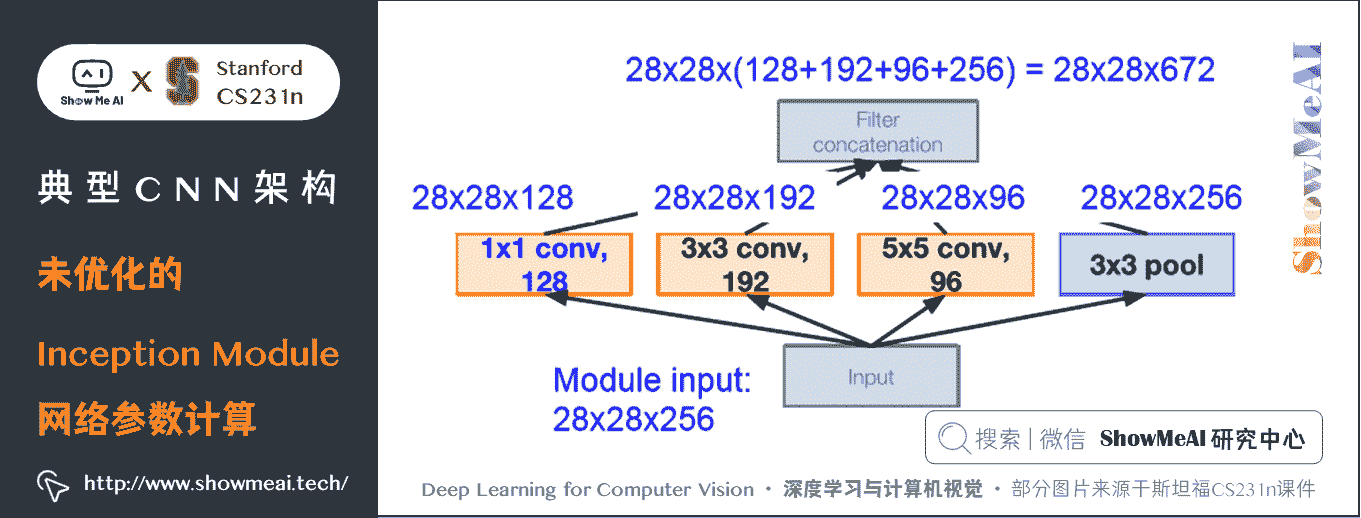 Show Me AI
X
Stanford
CS231n
典型CNN架构
未优化的
Inception Module
网络参数计算
http://www.showmeai.tech/
28x28x(128+192+96+256) = 28x28x672
Filter
concatenation
28x28x128
28x28x192
28x28x96
28x28x256
1x1 conv,
128
3x3 conv,
192
5x5 conv,
96
3x3 pool
Input
Module input:
28x28x256
搜索 | 微信 ShowMeAI 研究中心
Deep Learning for Computer Vision · 深度学习与计算机视觉 · 部分图片来源于斯坦福CS231n课件
ShowMeAI